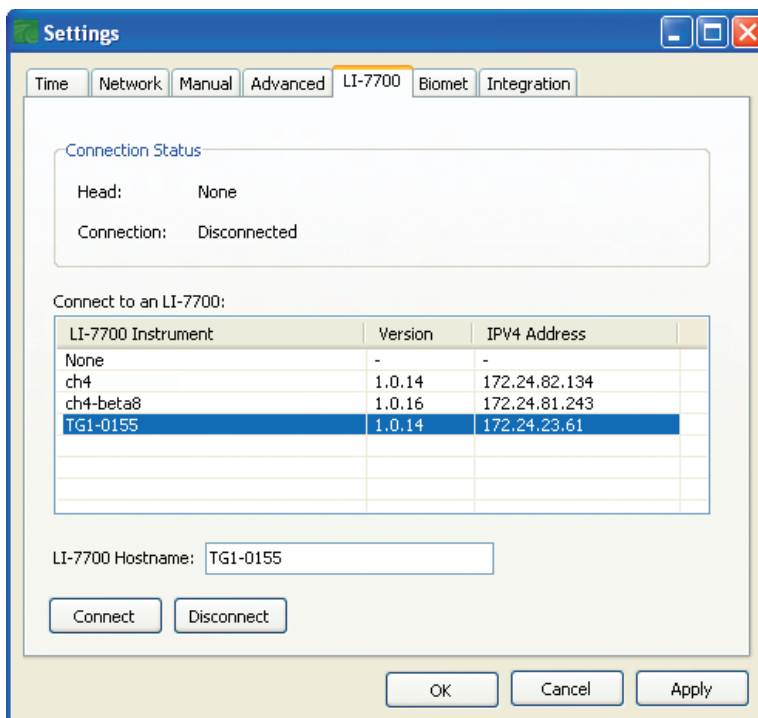 Settings
Time Network Manual Advanced LI-7700 Biomet Integration
Connection Status
Head: None
Connection: Disconnected
Connect to an LI-7700:
LI-7700 Instrument Version IPV4 Address
None - -
ch4 1.0.14 172.24.82.134
ch4-beta8 1.0.16 172.24.81.243
TG1-0155 1.0.14 172.24.23.61
LI-7700 Hostname: TG1-0155
Connect Disconnect
OK Cancel Apply